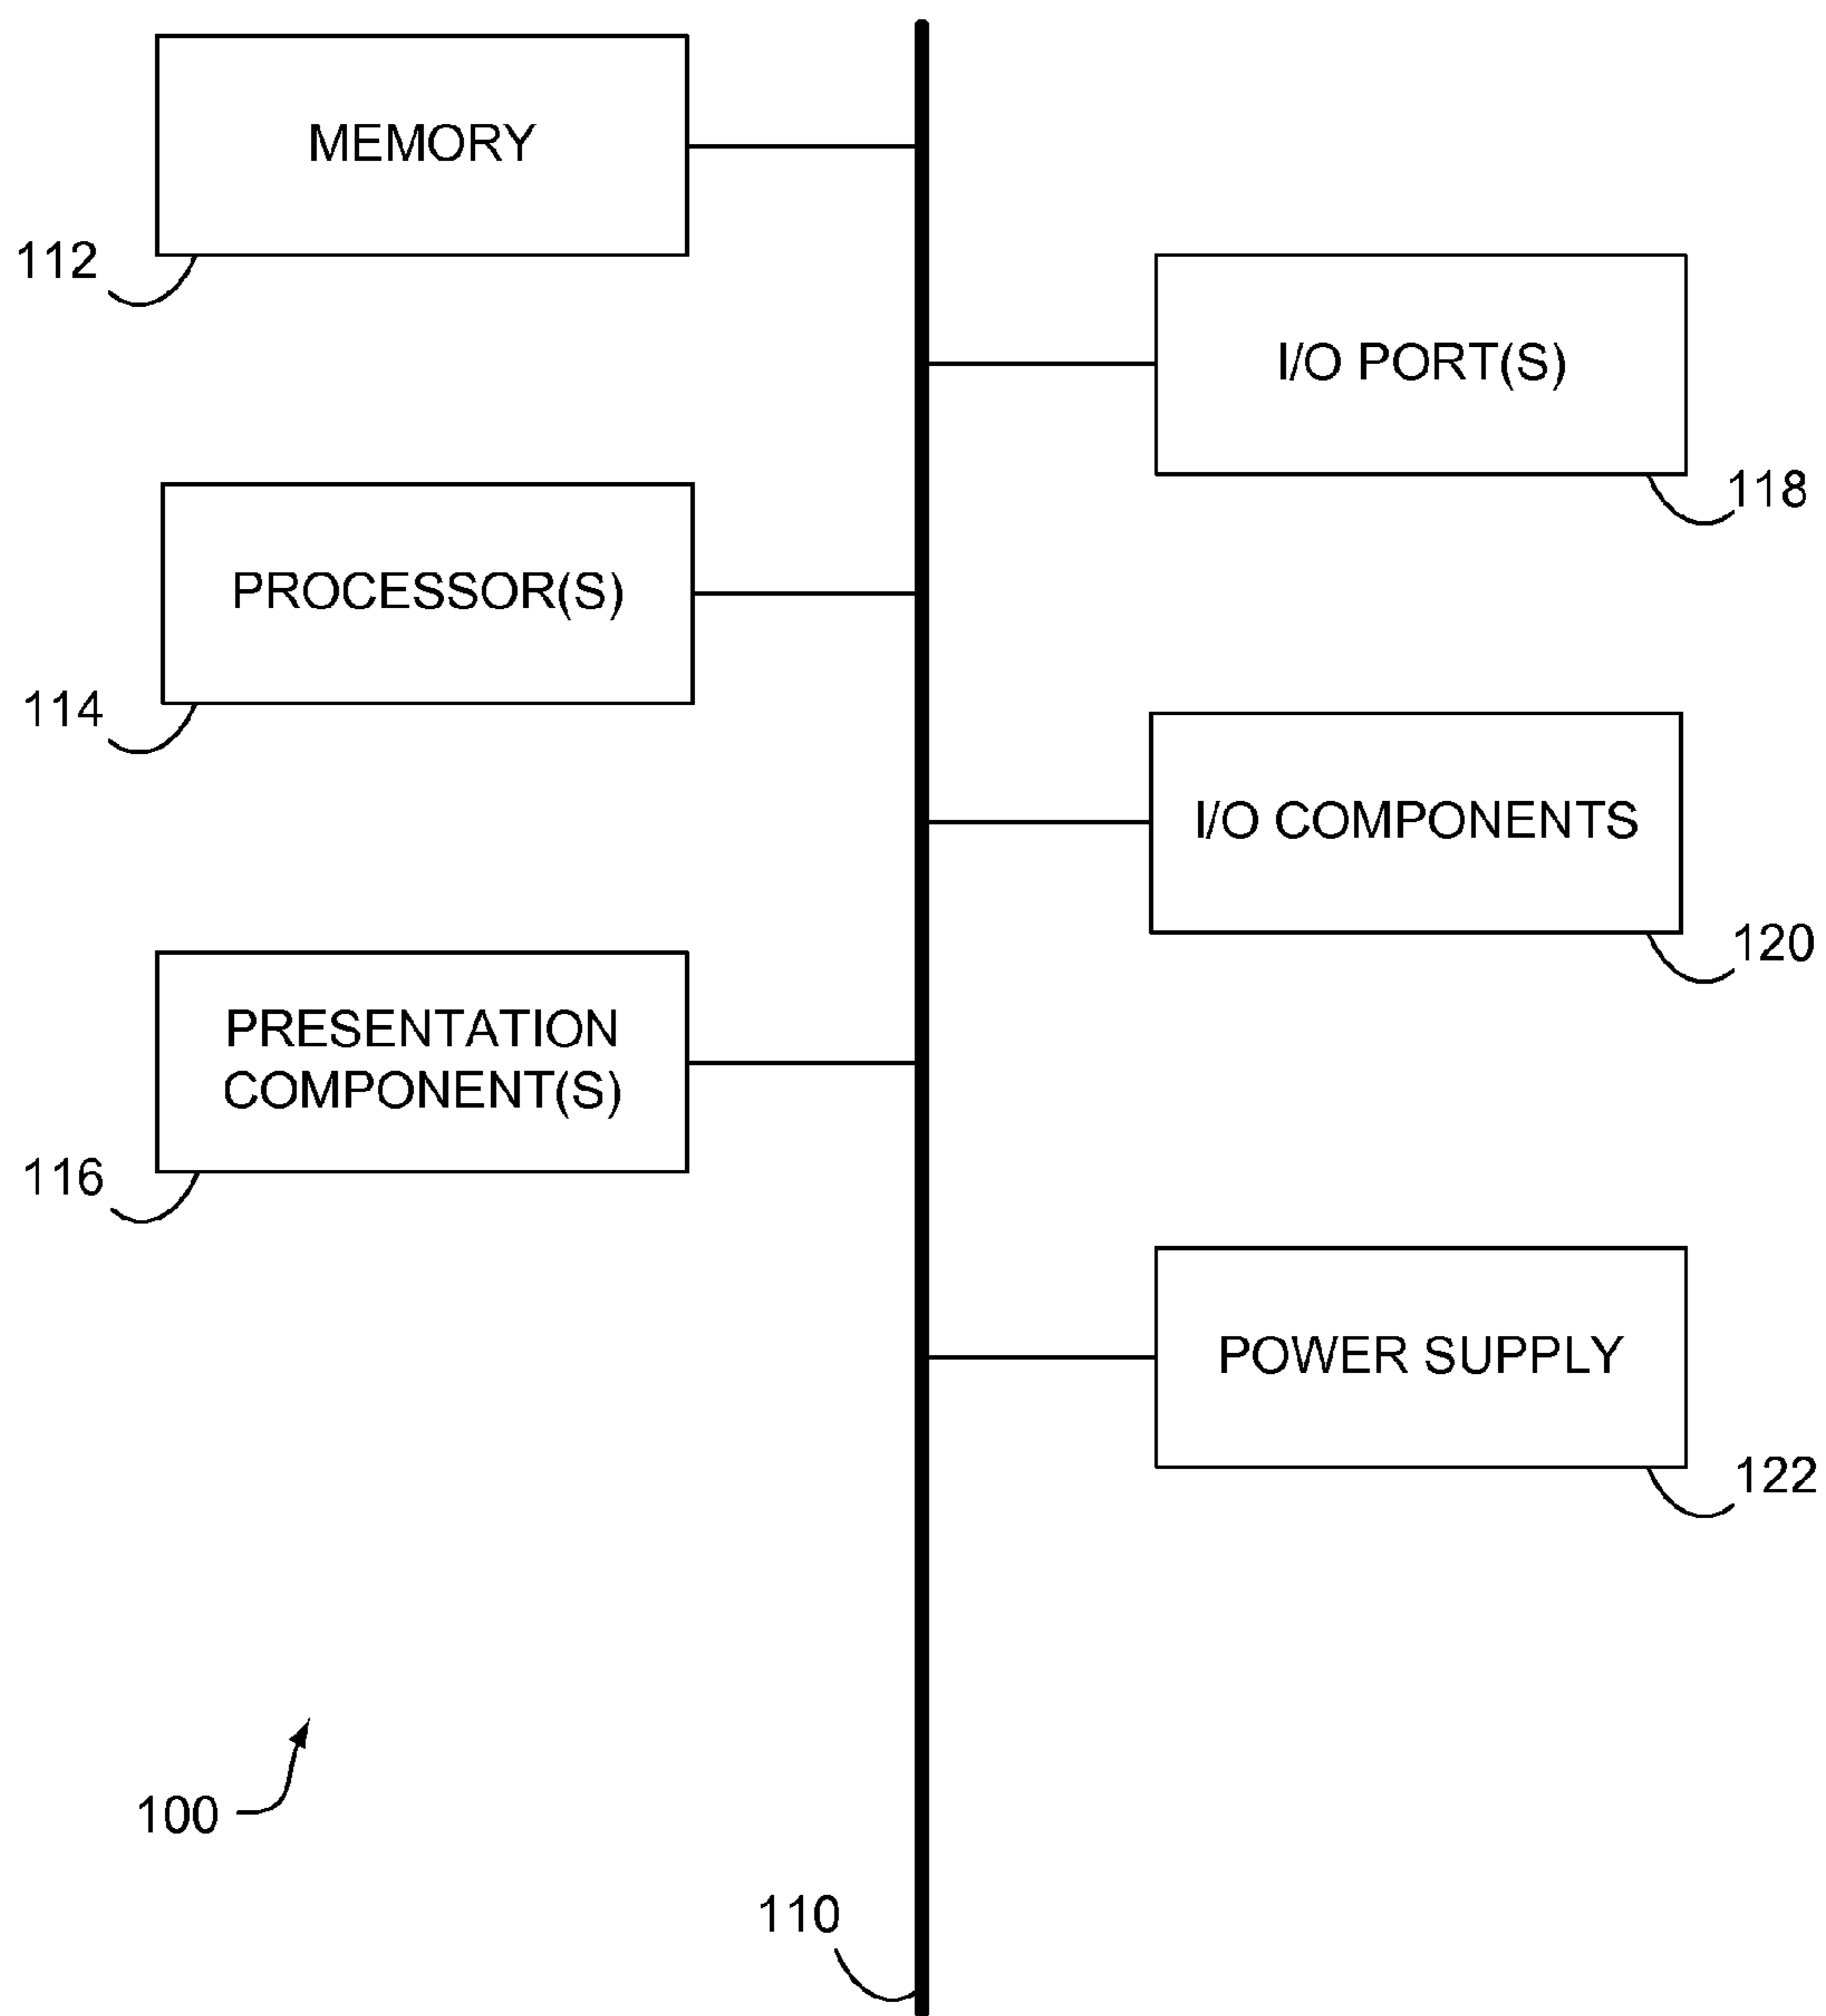 MEMORY
112
I/O PORT(S)
118
PROCESSOR(S)
114
I/O COMPONENTS
120
PRESENTATION
COMPONENT(S)
116
POWER SUPPLY
122
100
110